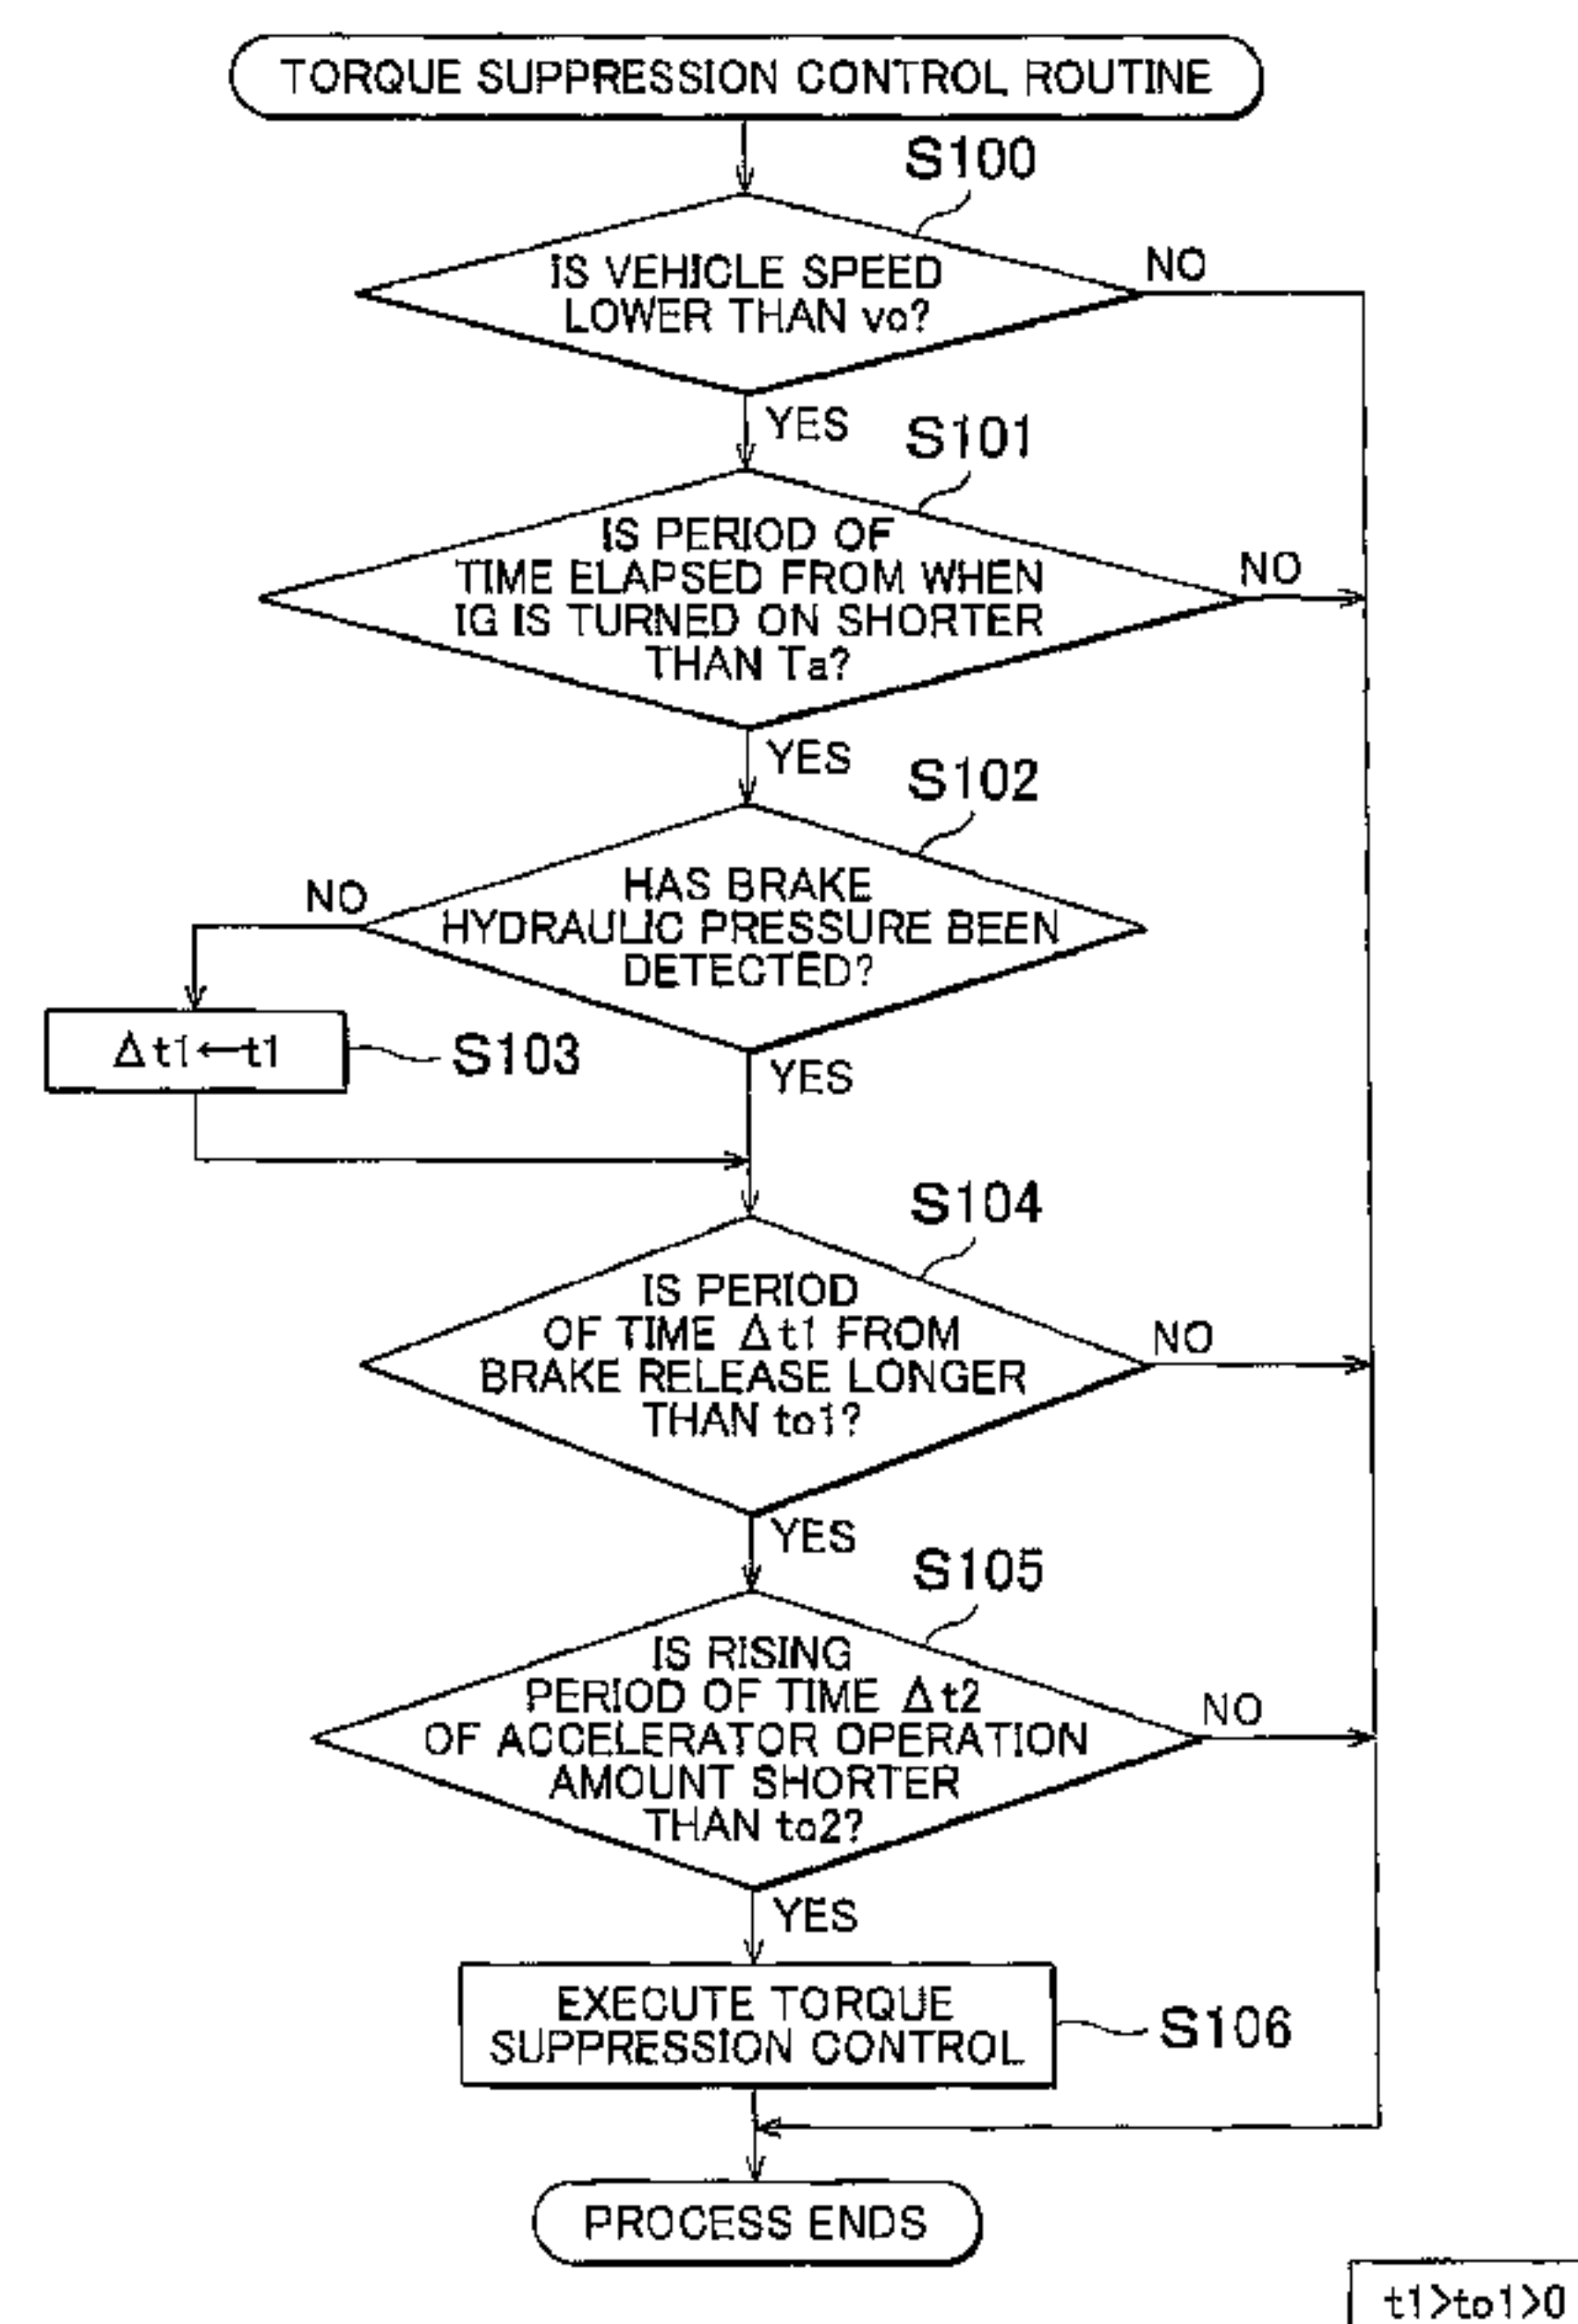 TORQUE SUPPRESSION CONTROL ROUTINE
S100
IS VEHICLE SPEED
LOWER THAN vo?
NO
YES
S101
IS PERIOD OF
TIME ELAPSED FROM WHEN
IG IS TURNED ON SHORTER
THAN Ta?
NO
YES
S102
HAS BRAKE
HYDRAULIC PRESSURE BEEN
DETECTED?
NO
YES
Δt1←t1
S103
S104
IS PERIOD
OF TIME Δt1 FROM
BRAKE RELEASE LONGER
THAN to1?
NO
YES
S105
IS RISING
PERIOD OF TIME Δt2
OF ACCELERATOR OPERATION
AMOUNT SHORTER
THAN to2?
NO
YES
EXECUTE TORQUE
SUPPRESSION CONTROL
S106
PROCESS ENDS
t1>to1>0